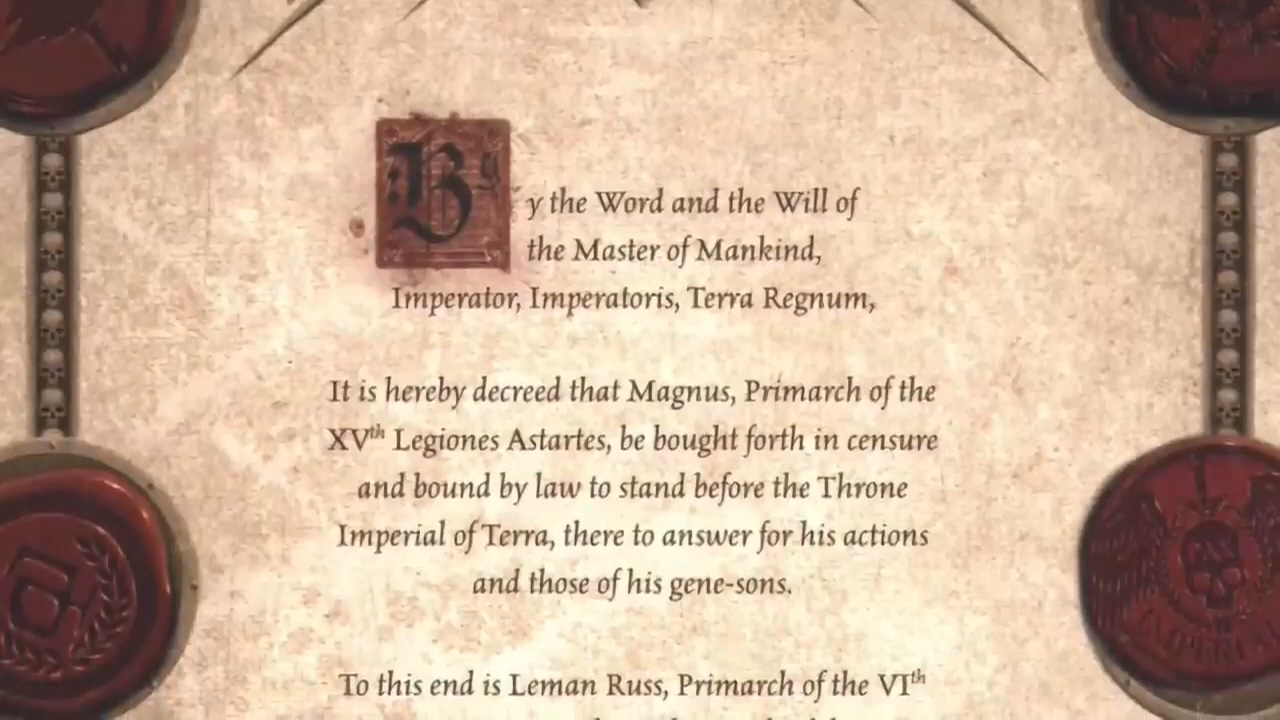 By the Word and the Will of
the Master of Mankind,
Imperator, Imperatoris, Terra Regnum,
It is hereby decreed that Magnus, Primarch of the
XVth Legiones Astartes, be bought forth in censure
and bound by law to stand before the Throne
Imperial of Terra, there to answer for his actions
and those of his gene-sons.
To this end is Leman Russ, Primarch of the VIth